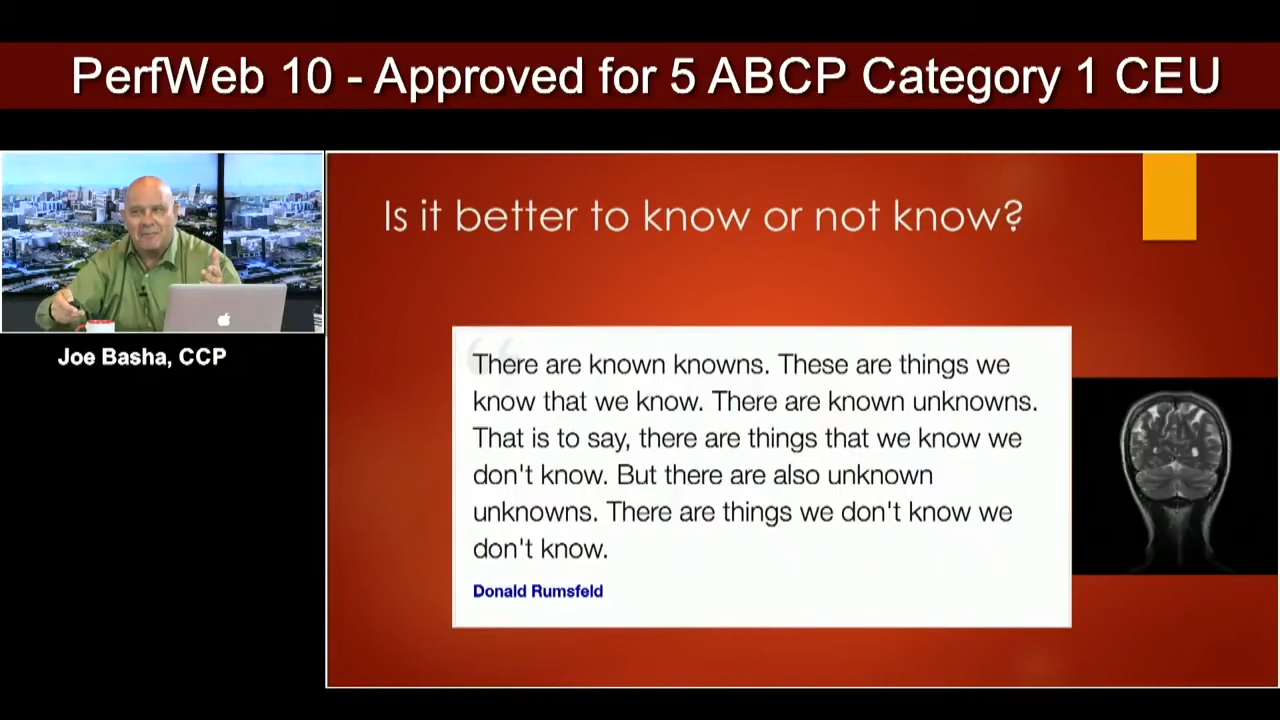 PerfWeb 10 - Approved for 5 ABCP Category 1 CEU
Joe Basha, CCP
Is it better to know or not know?
There are known knowns. These are things we
know that we know. There are known unknowns.
That is to say, there are things that we know we
don't know. But there are also unknown
unknowns. There are things we don't know we
don't know.
Donald Rumsfeld